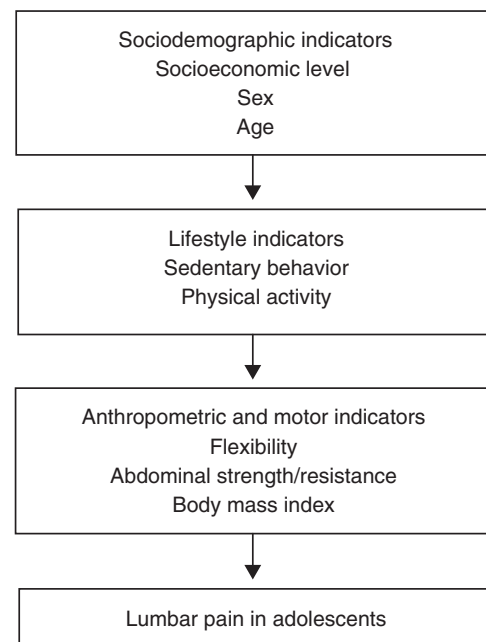 Sociodemographic indicators
Socioeconomic level
Sex
Age
Lifestyle indicators
Sedentary behavior
Physical activity
Anthropometric and motor indicators
Flexibility
Abdominal strength/resistance
Body mass index
Lumbar pain in adolescents